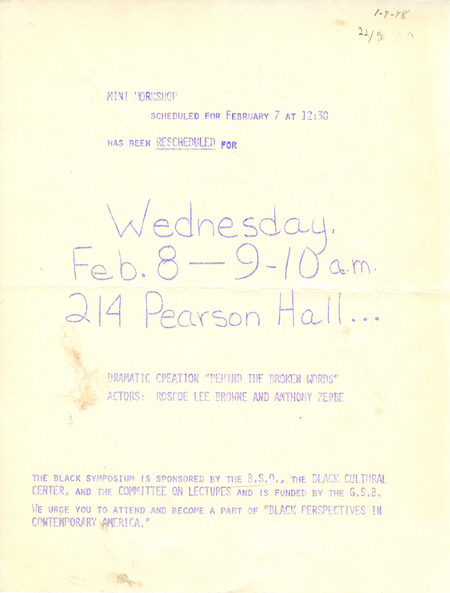 1-7-78
22/3
MINI WORKSHOP
SCHEDULED FOR FEBRUARY 7 AT 12:30
HAS BEEN RESCHEDULED FOR
Wednesday,
Feb. 8 — 9-10 a.m.
214 Pearson Hall...
DRAMATIC CREATION "BEHIND THE BROKEN WORDS"
ACTORS: ROSCOE LEE BROWNE AND ANTHONY ZERBE
THE BLACK SYMPOSIUM IS SPONSORED BY THE B.S.O., THE BLACK CULTURAL
CENTER, AND THE COMMITTEE ON LECTURES AND IS FUNDED BY THE G.S.B.
WE URGE YOU TO ATTEND AND BECOME A PART OF "BLACK PERSPECTIVES IN
CONTEMPORARY AMERICA."